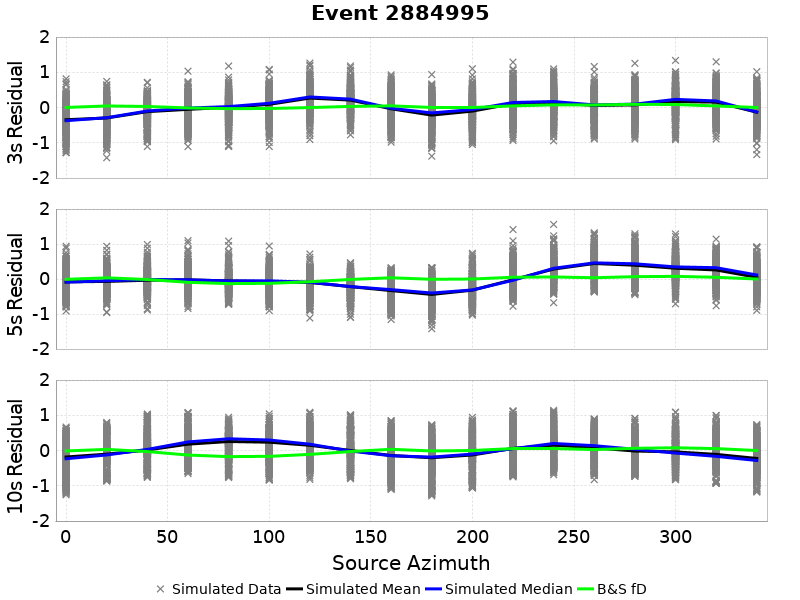 Event 2884995
3s Residual
2
1
0
-1
-2
5s Residual
2
1
0
-1
-2
10s Residual
2
1
0
-1
-2
0 50 100 150 200 250 300
Source Azimuth
Simulated Data Simulated Mean Simulated Median B&S fD